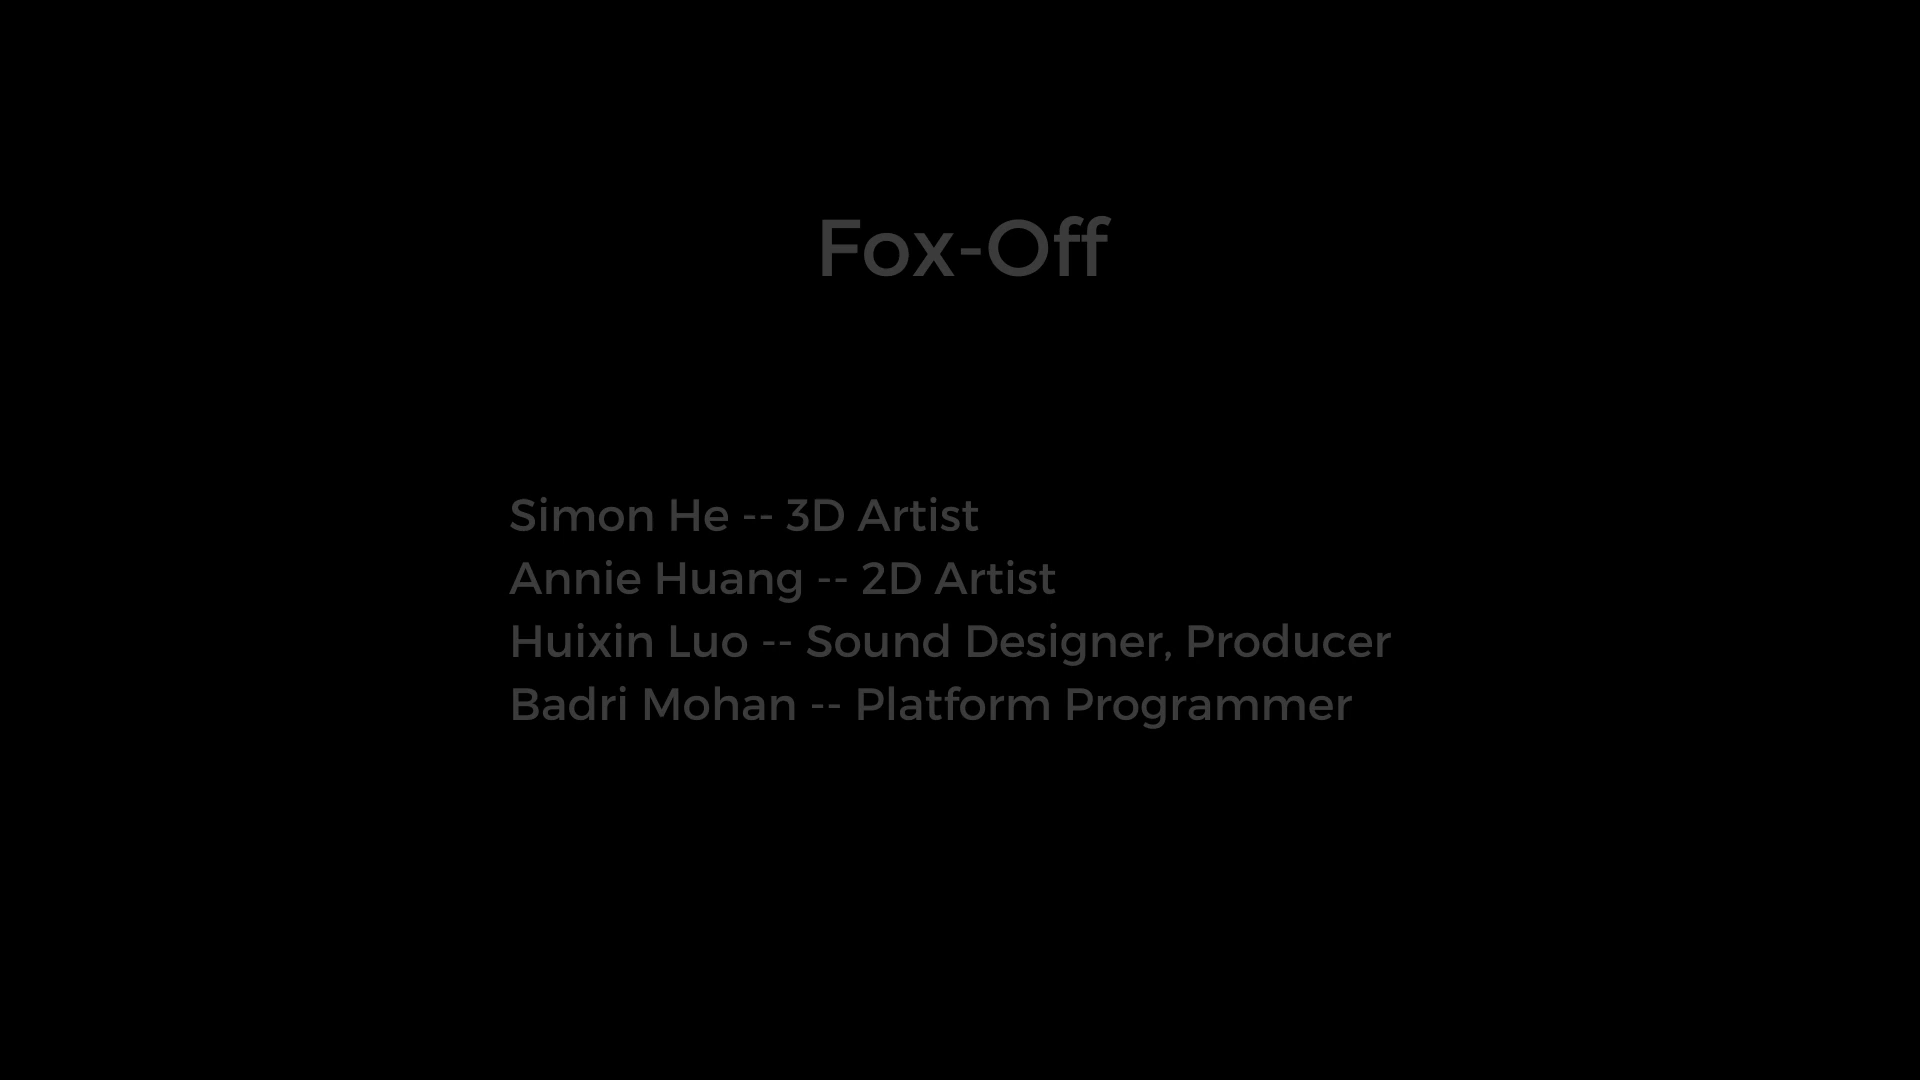 Fox-Off
Simon He -- 3D Artist
Annie Huang -- 2D Artist
Huixin Luo -- Sound Designer, Producer
Badri Mohan -- Platform Programmer